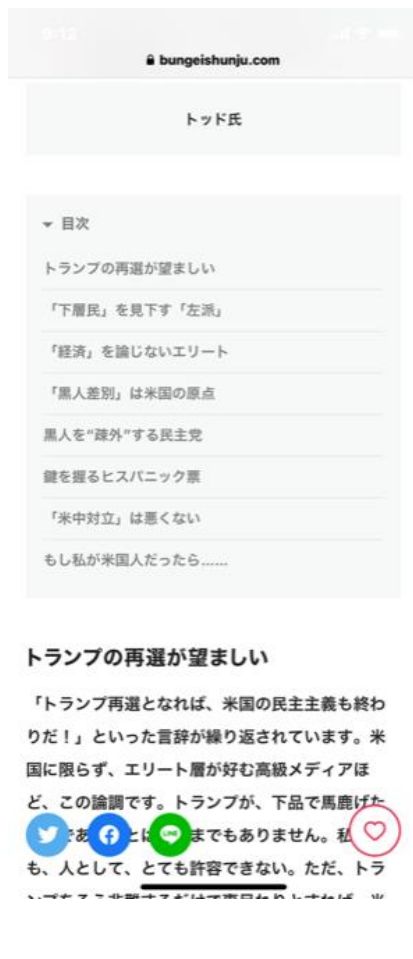 9:12
bungeishunju.com
トッド氏
目次
トランプの再選が望ましい
「下層民」を見下す「左派」
「経済」を論じないエリート
「黒人差別」は米国の原点
黒人を“疎外”する民主党
鍵を握るヒスパニック票
「米中対立」は悪くない
もし私が米国人だったら……
トランプの再選が望ましい
「トランプ再選となれば、米国の民主主義も終わ
りだ！」といった言辞が繰り返されています。米
国に限らず、エリート層が好む高級メディアほ
ど、この論調です。トランプが、下品で馬鹿げた
であ とは までもありません。私
も、人として、とても許容できない。ただ、トラ